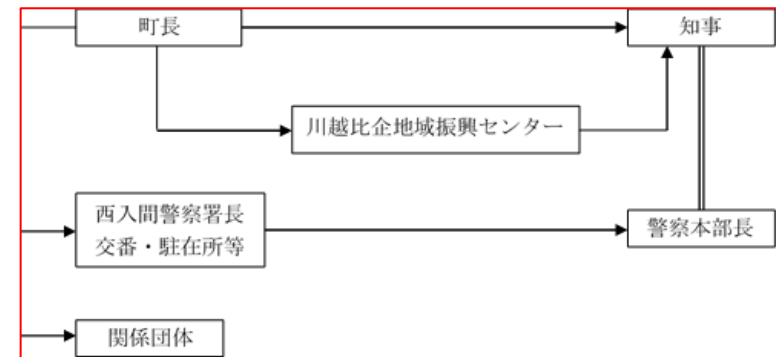 町長
知事
川越比企地域振興センター
西入間警察署長
交番・駐在所等
警察本部長
関係団体